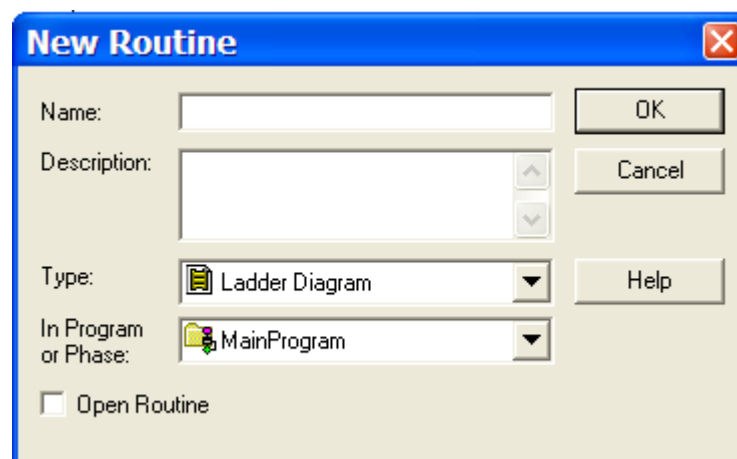 New Routine
Name:
OK
Description:
Cancel
Type:
Ladder Diagram
Help
In Program
or Phase:
MainProgram
Open Routine